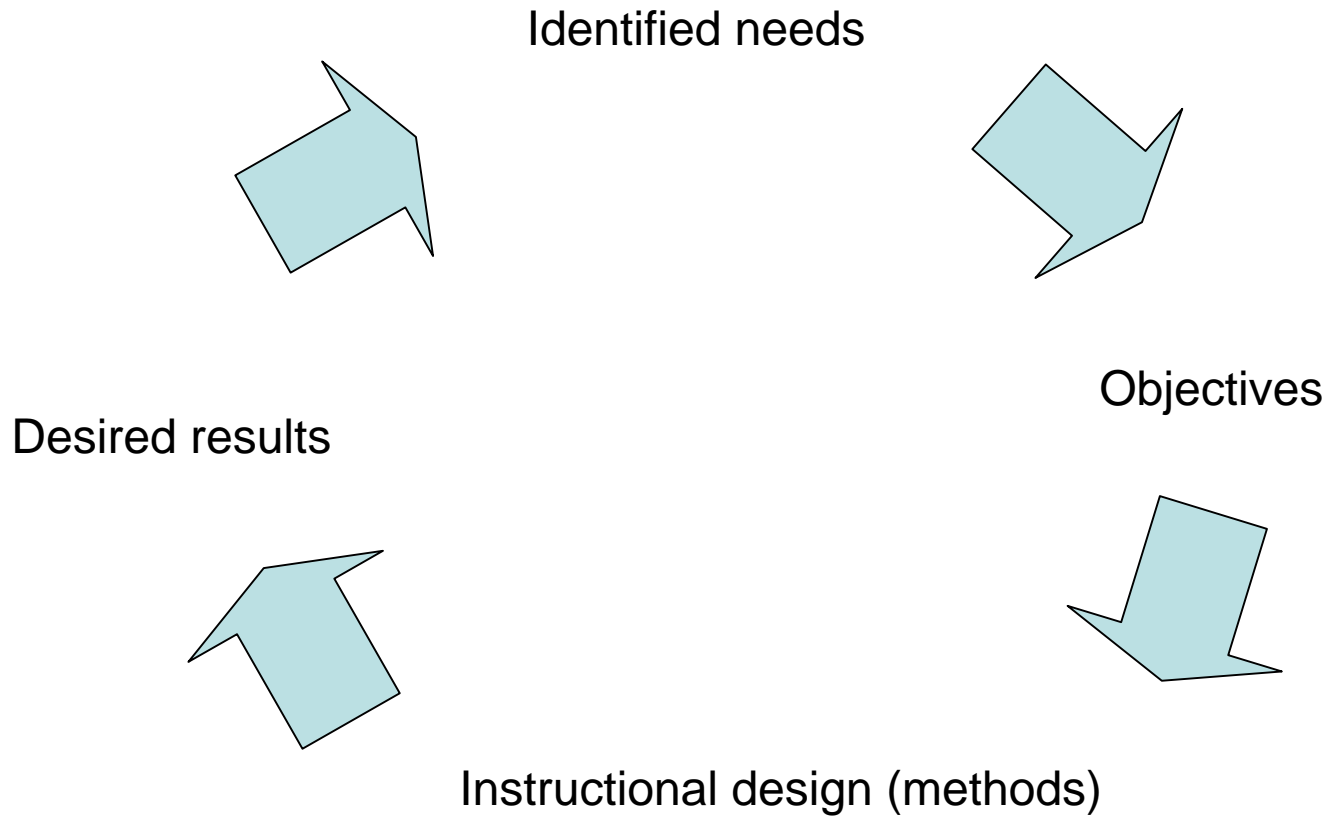 Identified needs
Objectives
Desired results
Instructional design (methods)